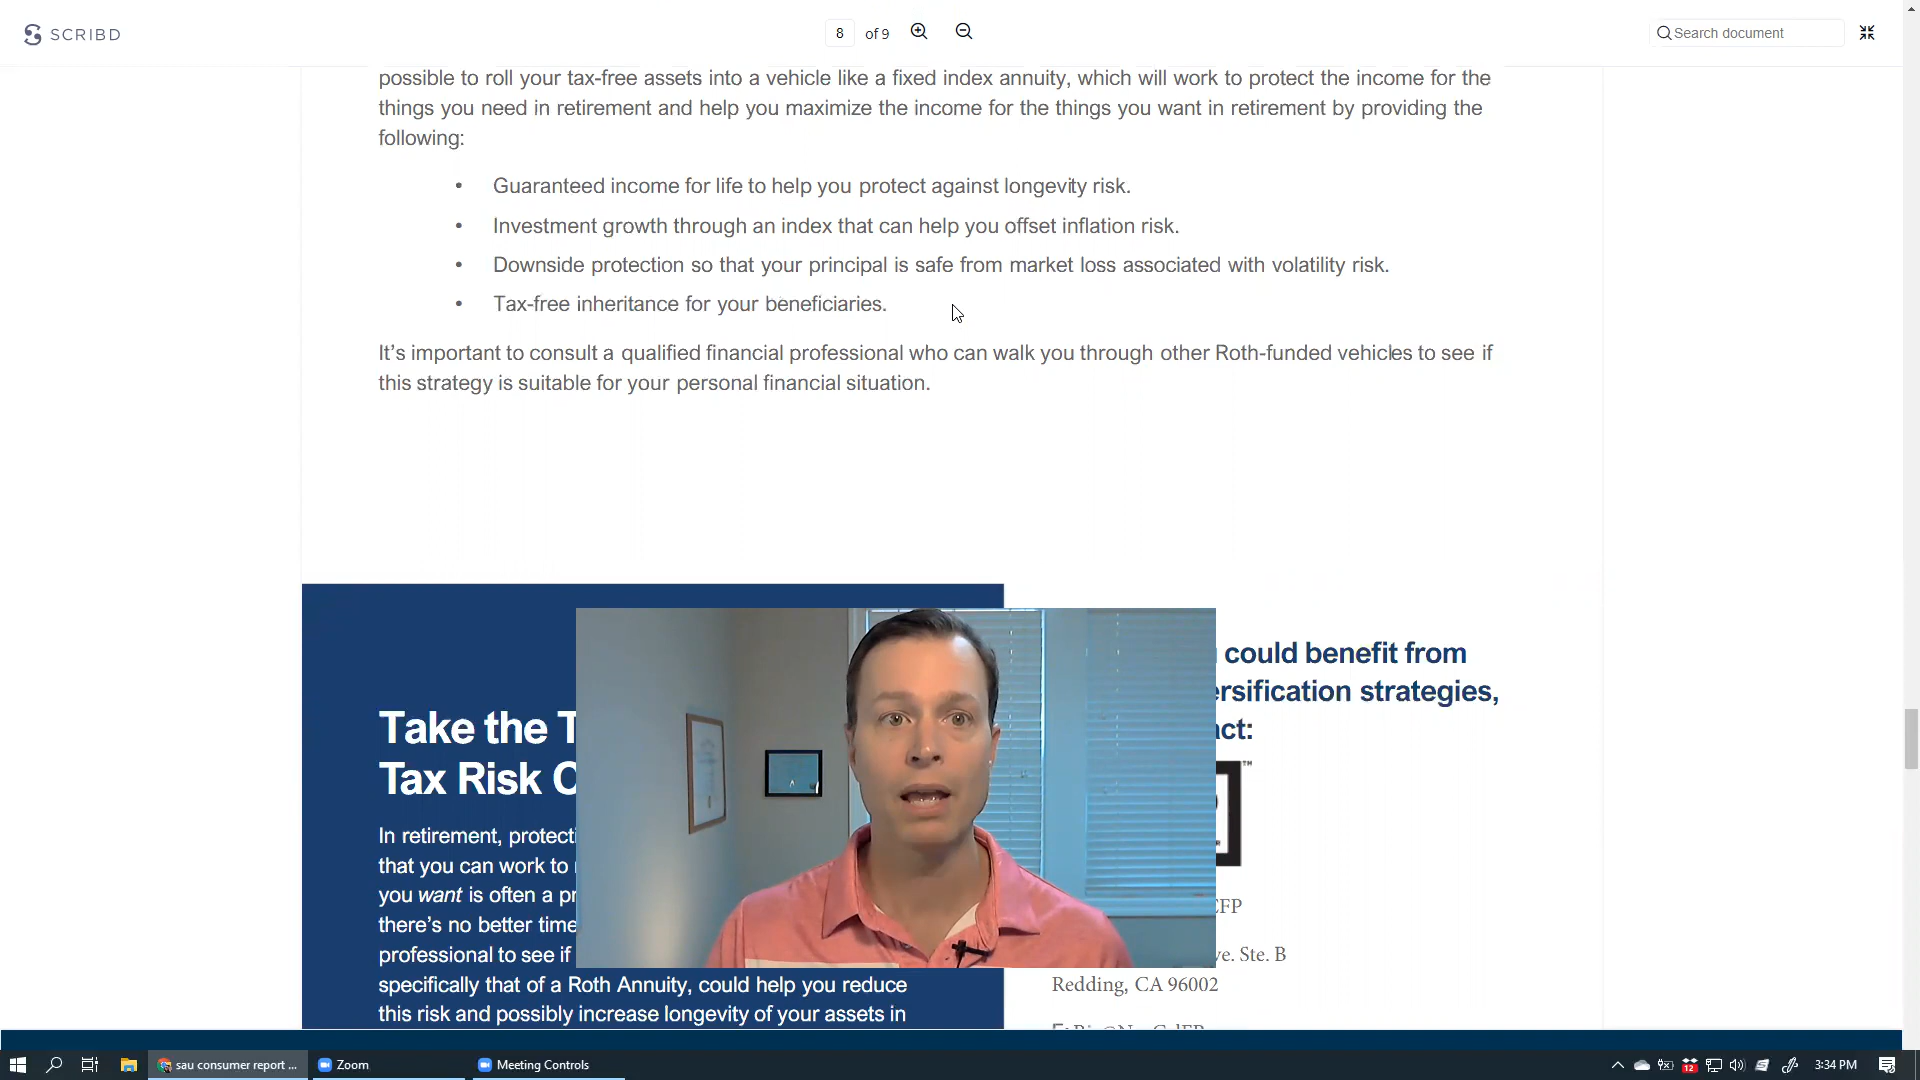 SCRIBD
8 of 9
Search document
possible to roll your tax-free assets into a vehicle like a fixed index annuity, which will work to protect the income for the
things you need in retirement and help you maximize the income for the things you want in retirement by providing the
following:
• Guaranteed income for life to help you protect against longevity risk.
• Investment growth through an index that can help you offset inflation risk.
• Downside protection so that your principal is safe from market loss associated with volatility risk.
• Tax-free inheritance for your beneficiaries.
It's important to consult a qualified financial professional who can walk you through other Roth-funded vehicles to see if
this strategy is suitable for your personal financial situation.
Take the T
Tax Risk C
In retirement, protecti
that you can work to
you want is often a pr
there's no better time
professional to see if
specifically that of a Roth Annuity, could help you reduce
this risk and possibly increase longevity of your assets in
could benefit from
ersification strategies,
act:
TM
CFP
ve. Ste. B
Redding, CA 96002
sau consumer report ...
Zoom
Meeting Controls
12
3:34 PM